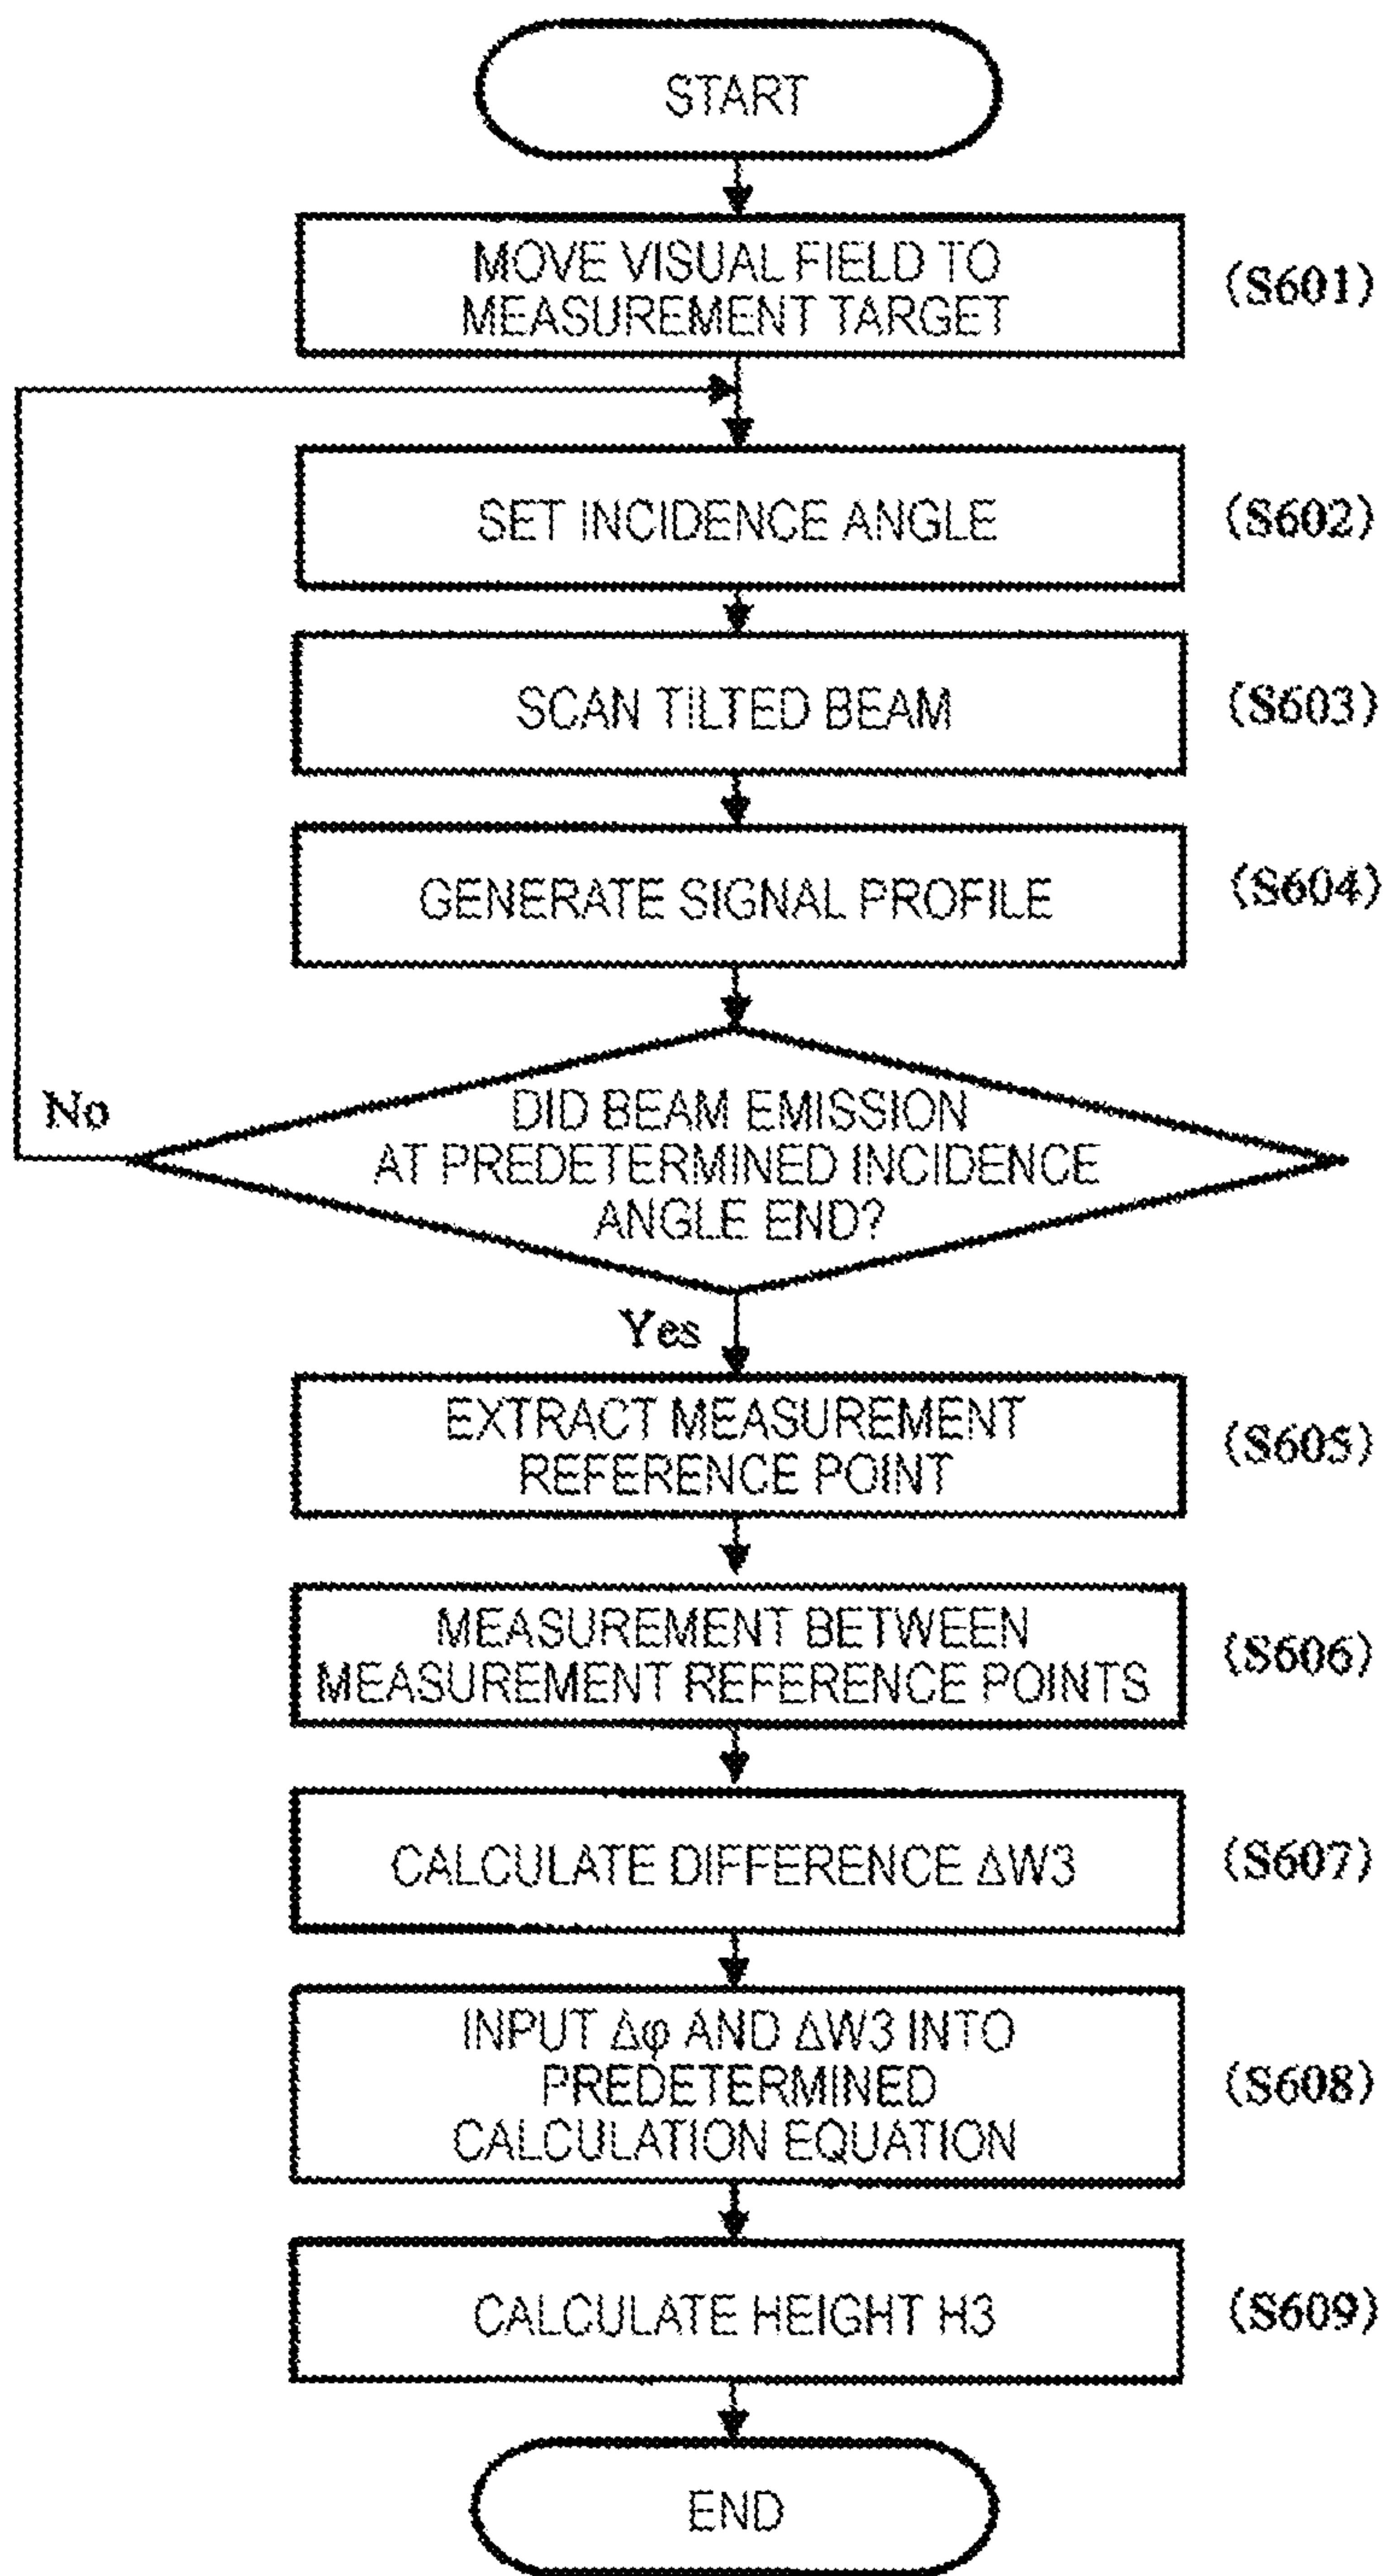 START
MOVE VISUAL FIELD TO
MEASUREMENT TARGET
(S601)
SET INCIDENCE ANGLE
(S602)
SCAN TILTED BEAM
(S603)
GENERATE SIGNAL PROFILE
(S604)
No
DID BEAM EMISSION
AT PREDETERMINED INCIDENCE
ANGLE END?
Yes
EXTRACT MEASUREMENT
REFERENCE POINT
(S605)
MEASUREMENT BETWEEN
MEASUREMENT REFERENCE POINTS
(S606)
CALCULATE DIFFERENCE ΔW3
(S607)
INPUT Δφ AND ΔW3 INTO
PREDETERMINED
CALCULATION EQUATION
(S608)
CALCULATE HEIGHT H3
(S609)
END